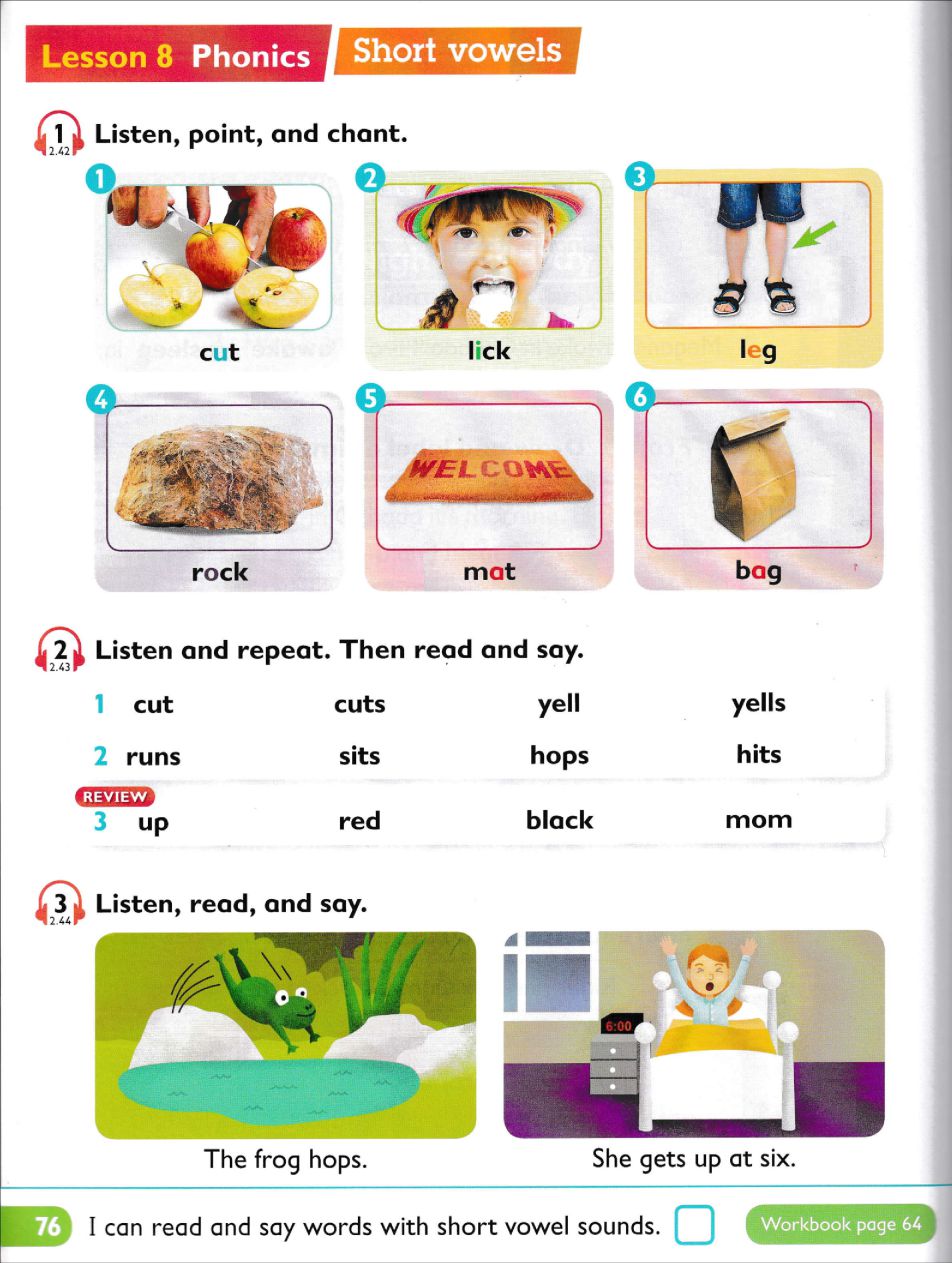 Lesson 8 Phonics Short vowels
1 Listen, point, and chant.
2.42
1
cut
2
lick
3
leg
4
rock
5
WELCOME
mat
6
bag
2 Listen and repeat. Then read and say.
2.43
1 cut cuts yell yells
2 runs sits hops hits
REVIEW
3 up red black mom
3 Listen, read, and say.
2.44
6:00
The frog hops. She gets up at six.
76 I can read and say words with short vowel sounds. Workbook page 64